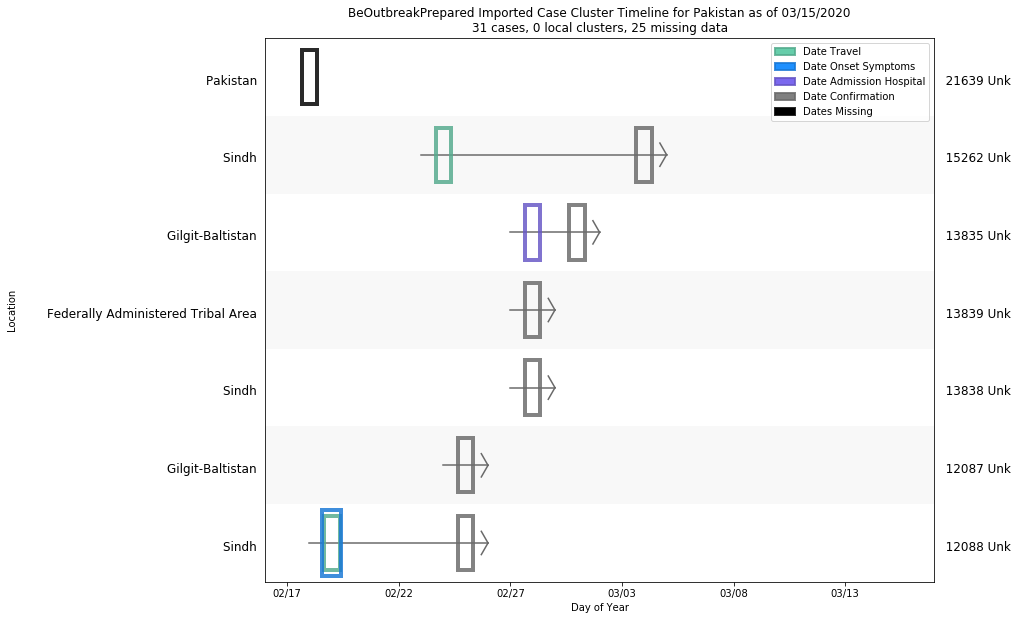 BeOutbreakPrepared Imported Case Cluster Timeline for Pakistan as of 03/15/2020
31 cases, 0 local clusters, 25 missing data
Date Travel
Date Onset Symptoms
Date Admission Hospital
Date Confirmation
Dates Missing
Pakistan 21639 Unk
Sindh 15262 Unk
Gilgit-Baltistan 13835 Unk
Federally Administered Tribal Area 13839 Unk
Sindh 13838 Unk
Gilgit-Baltistan 12087 Unk
Sindh 12088 Unk
Location
02/17 02/22 02/27 03/03 03/08 03/13
Day of Year